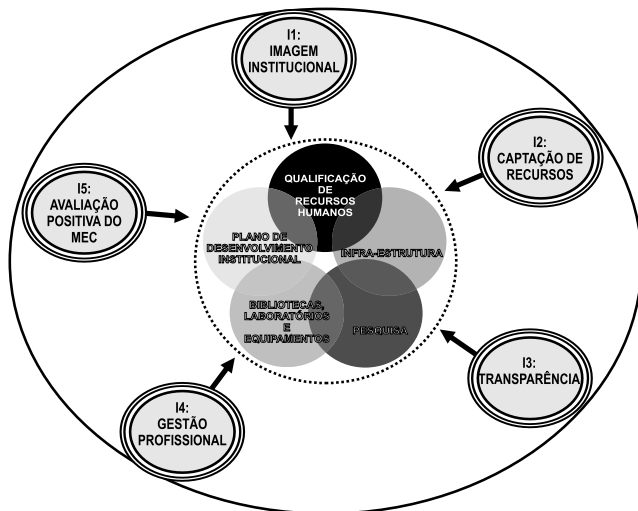 I1:
IMAGEM
INSTITUCIONAL
I2:
CAPTAÇÃO DE
RECURSOS
I5:
AVALIAÇÃO
POSITIVA DO
MEC
QUALIFICAÇÃO
DE
RECURSOS
HUMANOS
PLANO DE
DESENVOLVIMENTO
INSTITUCIONAL
INFRA-ESTRUTURA
BIBLIOTECAS,
LABORATÓRIOS
E
EQUIPAMENTOS
PESQUISA
I3:
TRANSPARÊNCIA
I4:
GESTÃO
PROFISSIONAL